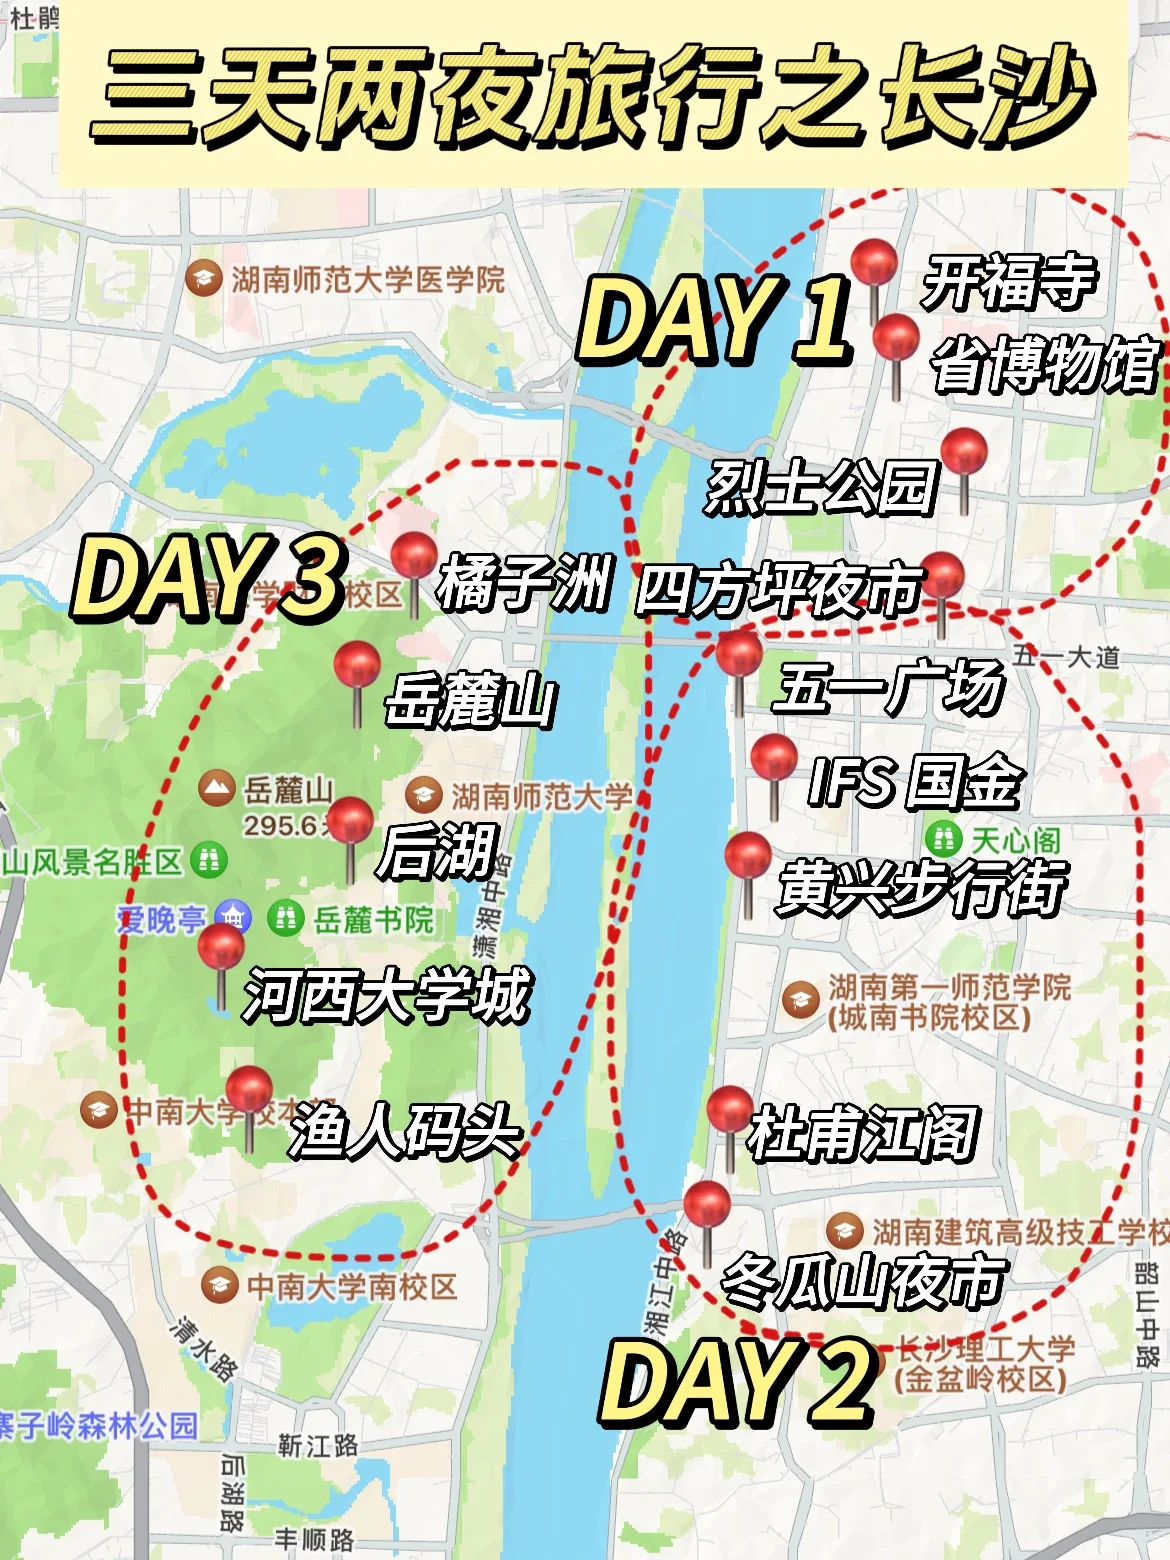 杜鹃
三天两夜旅行之长沙
湖南师范大学医学院
DAY 1
开福寺
省博物馆
烈士公园
DAY 3
校区
橘子洲
四方坪夜市
五一大道
五一广场
岳麓山
岳麓山
295.6
湖南师范大学
IFS 国金
天心阁
后湖
山风景名胜区
黄兴步行街
潇湘中路
爱晚亭
岳麓书院
河西大学城
湖南第一师范学院
(城南书院校区)
中南大学校本部
渔人码头
杜甫江阁
湖南建筑高级技工学校
中南大学南校区
冬瓜山夜市
湘江中路
韶山中路
清水路
DAY 2
长沙理工大学
(金盆岭校区)
寨子岭森林公园
靳江路
后湖路
丰顺路